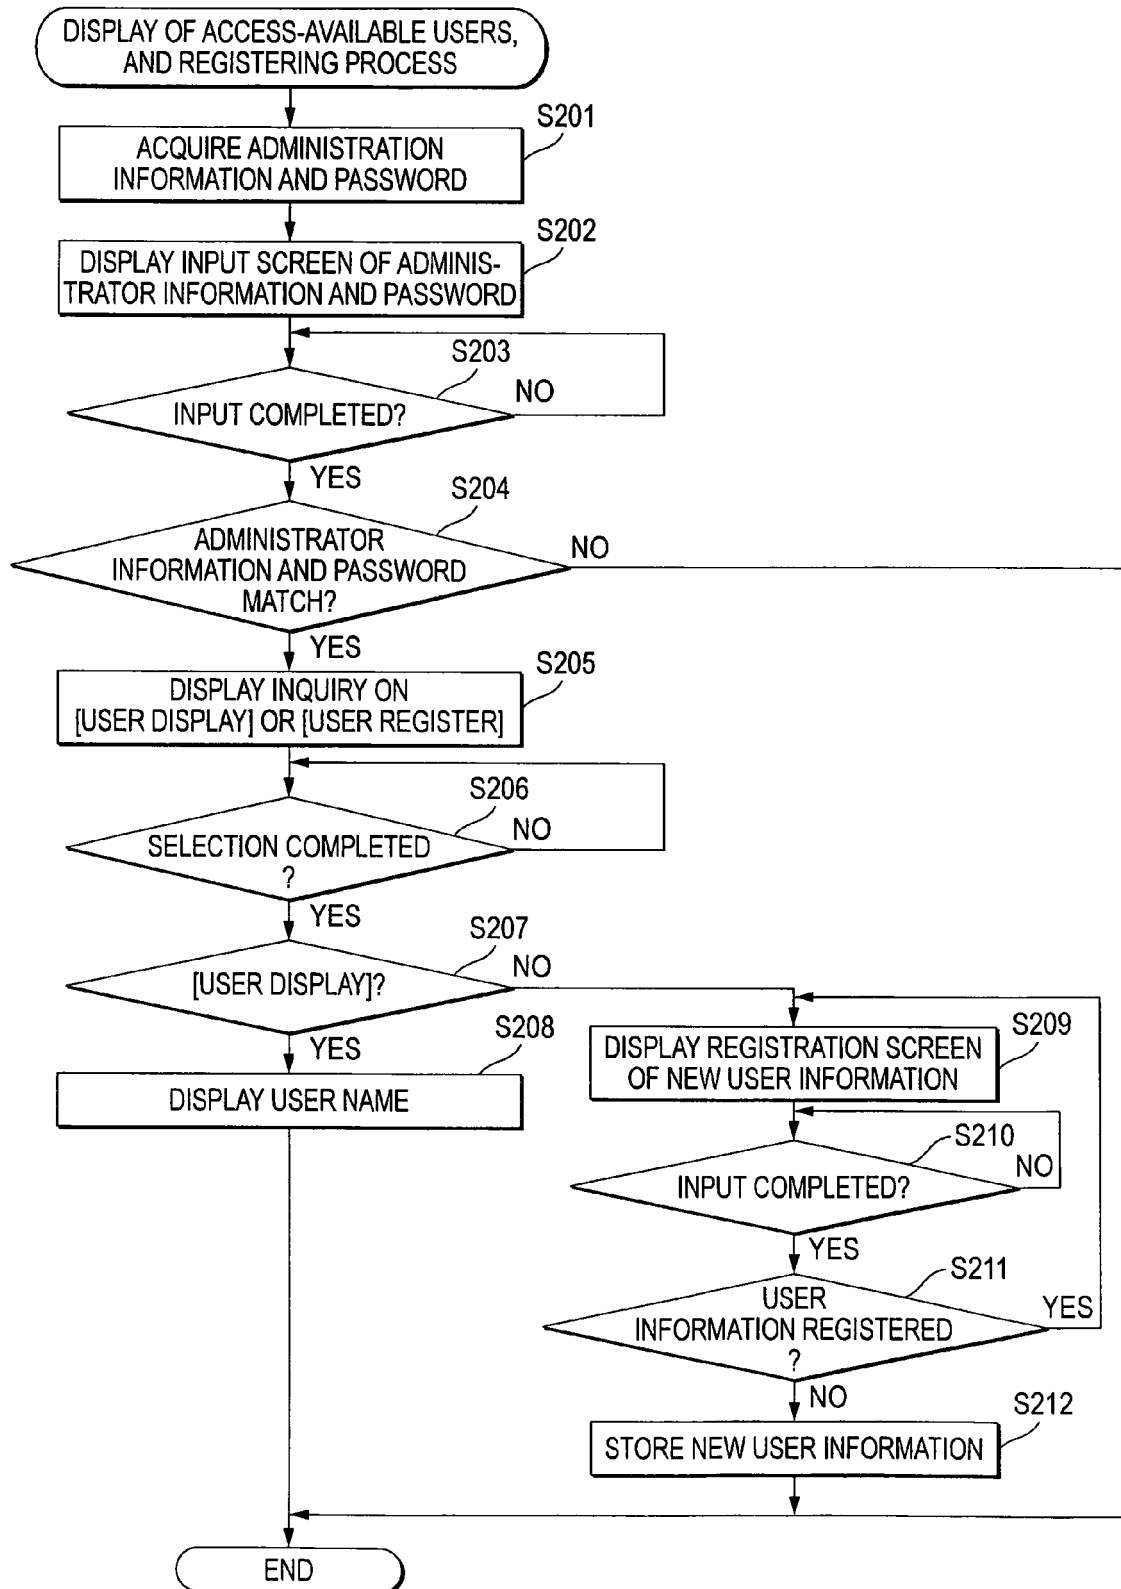 DISPLAY OF ACCESS-AVAILABLE USERS,
AND REGISTERING PROCESS
S201
ACQUIRE ADMINISTRATION
INFORMATION AND PASSWORD
S202
DISPLAY INPUT SCREEN OF ADMINIS-
TRATOR INFORMATION AND PASSWORD
S203
INPUT COMPLETED?
NO
YES
S204
ADMINISTRATOR
INFORMATION AND PASSWORD
MATCH?
NO
YES
S205
DISPLAY INQUIRY ON
[USER DISPLAY] OR [USER REGISTER]
S206
SELECTION COMPLETED
?
NO
YES
S207
[USER DISPLAY]?
NO
YES
S208
DISPLAY USER NAME
S209
DISPLAY REGISTRATION SCREEN
OF NEW USER INFORMATION
S210
INPUT COMPLETED?
NO
YES
S211
USER
INFORMATION REGISTERED
?
YES
NO
S212
STORE NEW USER INFORMATION
END